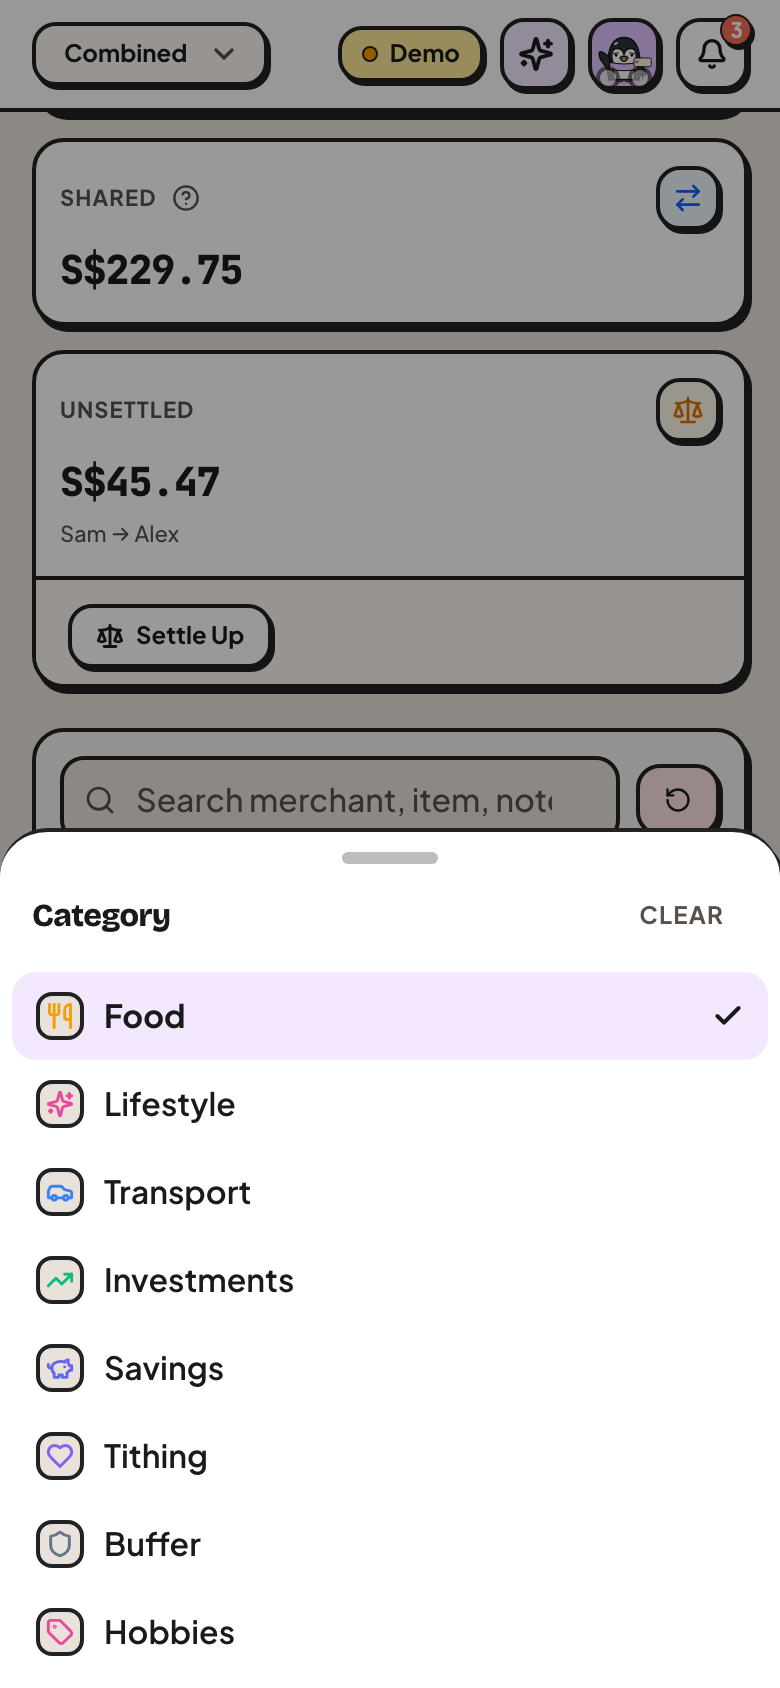 Combined
Demo
3
SHARED
S$229.75
UNSETTLED
S$45.47
Sam → Alex
Settle Up
Search merchant, item, note
Category
CLEAR
Food
Lifestyle
Transport
Investments
Savings
Tithing
Buffer
Hobbies